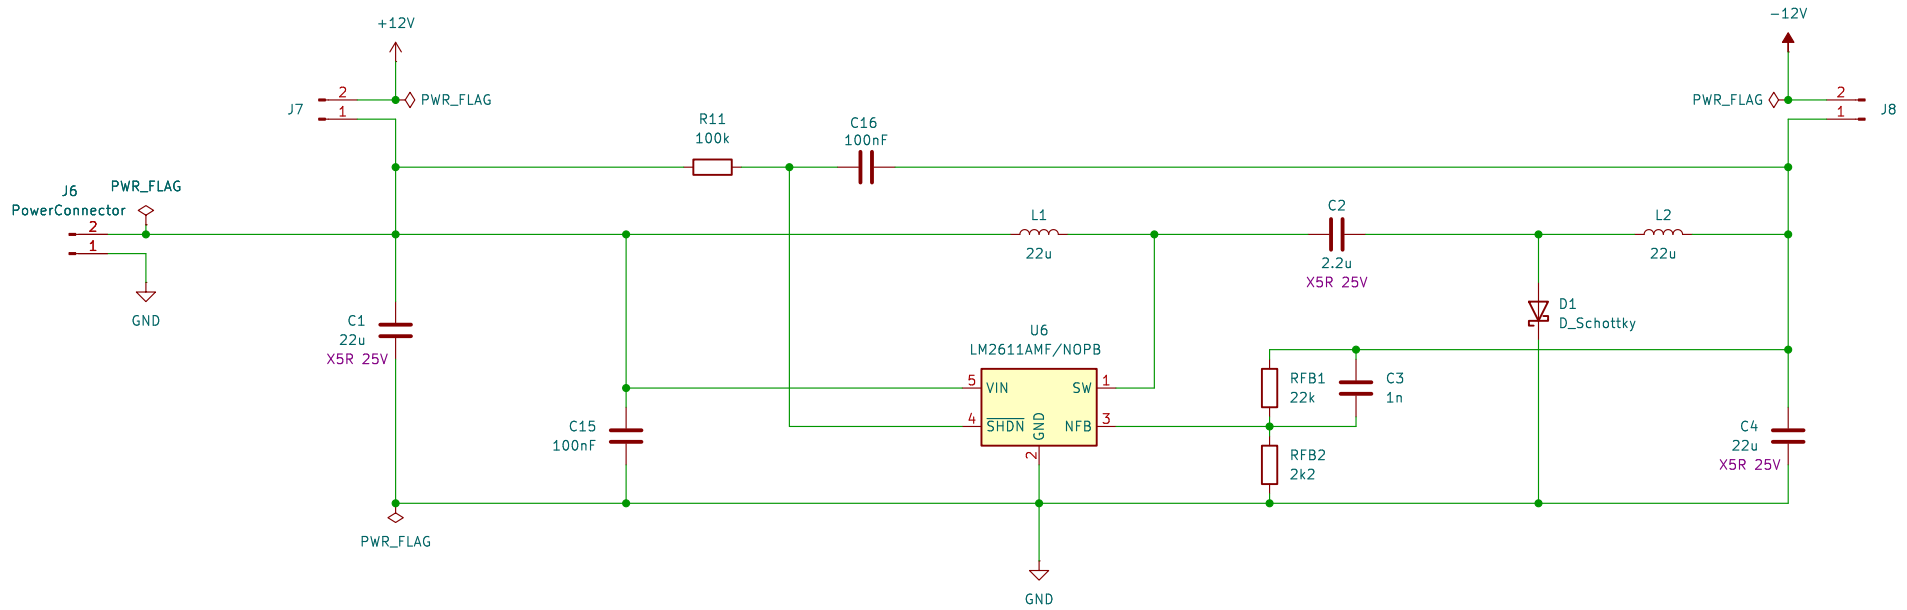 -12V
+12V
J7
2
1
PWR_FLAG
PWR_FLAG
2
1
J8
R11
100k
C16
100nF
J6
PowerConnector
2
1
PWR_FLAG
GND
L1
22u
C2
2.2u
X5R 25V
L2
22u
C1
22u
X5R 25V
D1
D_Schottky
U6
LM2611AMF/NOPB
5
VIN
SW
1
4
SHDN
GND
NFB
3
2
RFB1
22k
C3
1n
C15
100nF
RFB2
2k2
C4
22u
X5R 25V
PWR_FLAG
GND